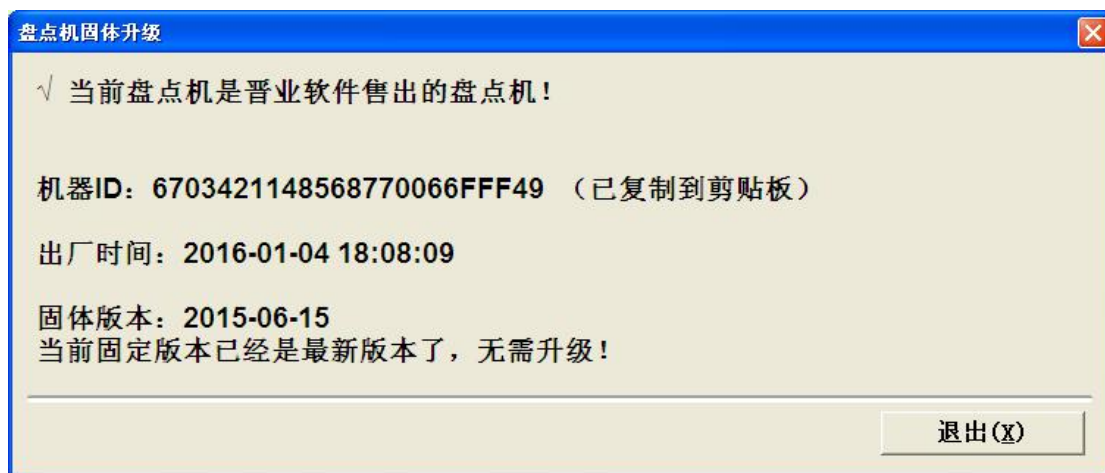 盘点机固体升级
√ 当前盘点机是晋业软件售出的盘点机！
机器ID：6703421148568770066FFF49 （已复制到剪贴板）
出厂时间：2016-01-04 18:08:09
固体版本：2015-06-15
当前固定版本已经是最新版本了，无需升级！
退出(X)